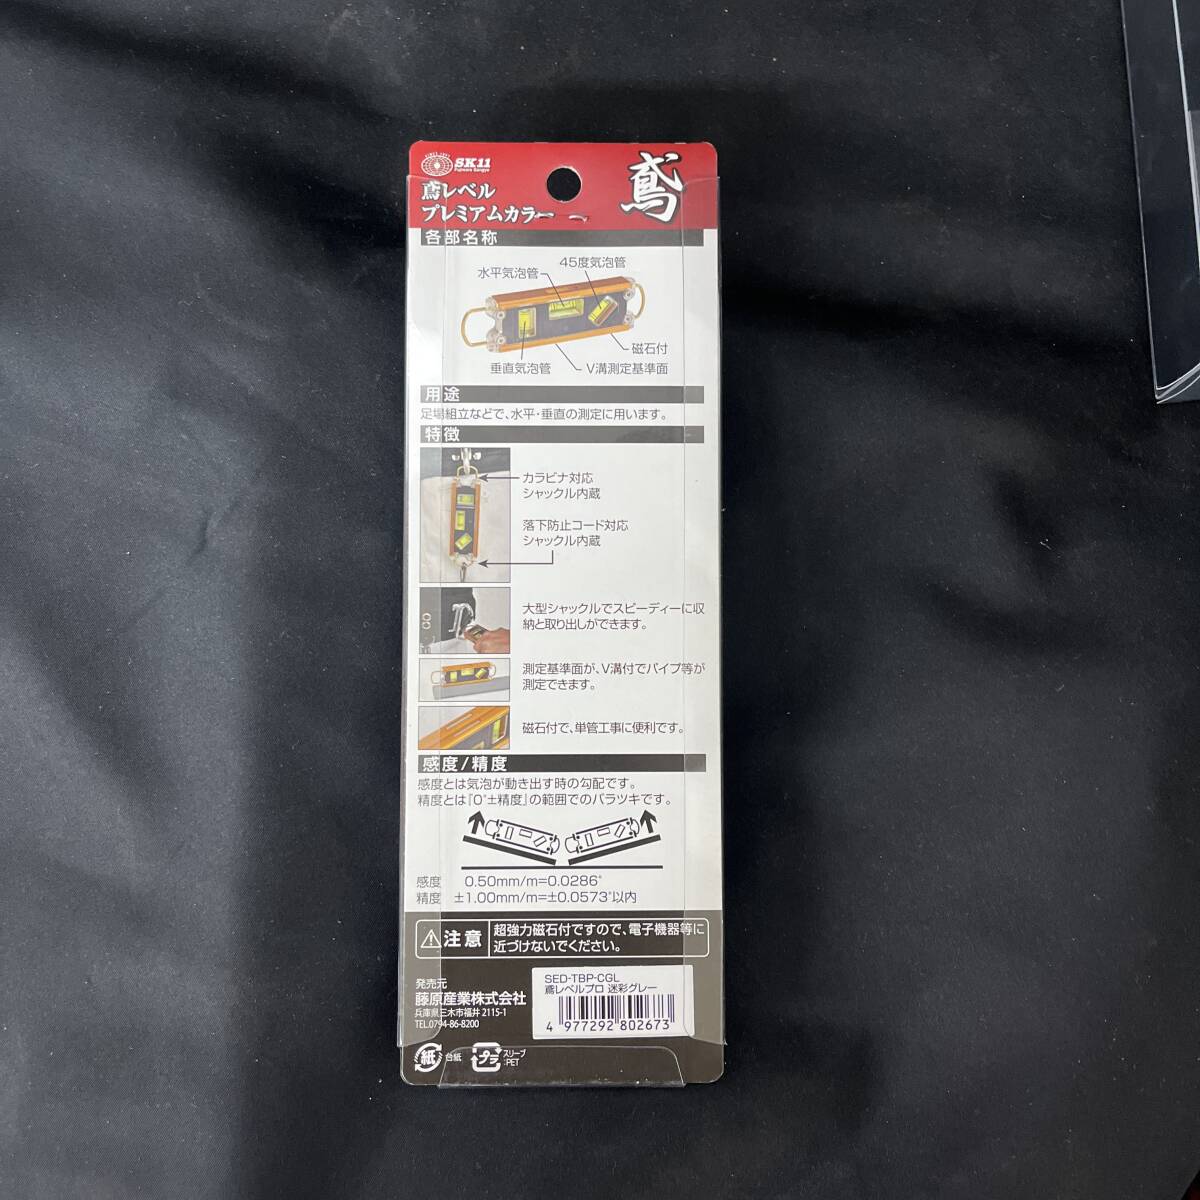 SINCE 1877
SK11
Fujiwara Sangyo
鳶レベル
プレミアムカラー
鳶
各部名称
45度気泡管
水平気泡管
磁石付
垂直気泡管
V溝測定基準面
用途
足場組立などで、水平・垂直の測定に用います。
特徴
カラビナ対応
シャックル内蔵
落下防止コード対応
シャックル内蔵
大型シャックルでスピーディーに収
納と取り出しができます。
測定基準面が、V溝付でパイプ等が
測定できます。
磁石付で、単管工事に便利です。
感度/精度
感度とは気泡が動き出す時の勾配です。
精度とは『0°±精度』の範囲でのバラツキです。
感度 0.50mm/m=0.0286°
精度 ±1.00mm/m=±0.0573°以内
注意
超強力磁石付ですので、電子機器等に
近づけないでください。
発売元
藤原産業株式会社
兵庫県三木市福井 2115-1
TEL.0794-86-8200
SED-TBP-CGL
鳶レベルプロ 迷彩グレー
4 977292 802673
紙 台紙
プラ スリーブ
:PET